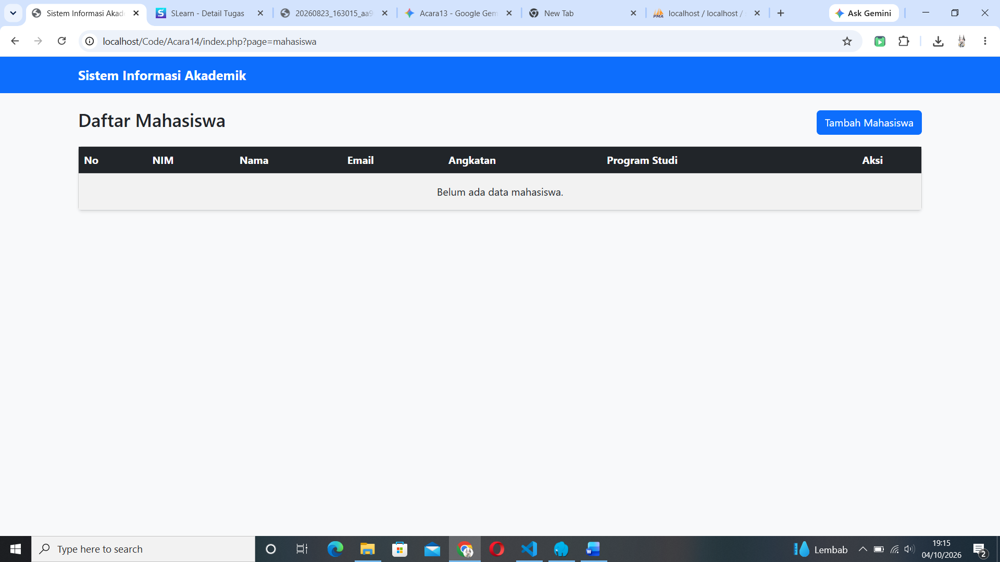 Sistem Informasi Akad
SLearn - Detail Tugas
20260823_163015_aa9
Acara13 - Google Gem
New Tab
localhost / localhost /
Ask Gemini
localhost/Code/Acara14/index.php?page=mahasiswa
Sistem Informasi Akademik
Daftar Mahasiswa
Tambah Mahasiswa
No NIM Nama Email Angkatan Program Studi Aksi
Belum ada data mahasiswa.
Type here to search
Lembab
19:15
04/10/2026
2